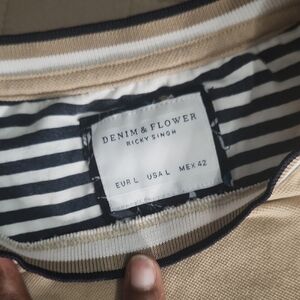 DENIM & FLOWER
RICKY SINGH
EUR L USA L MEX 42